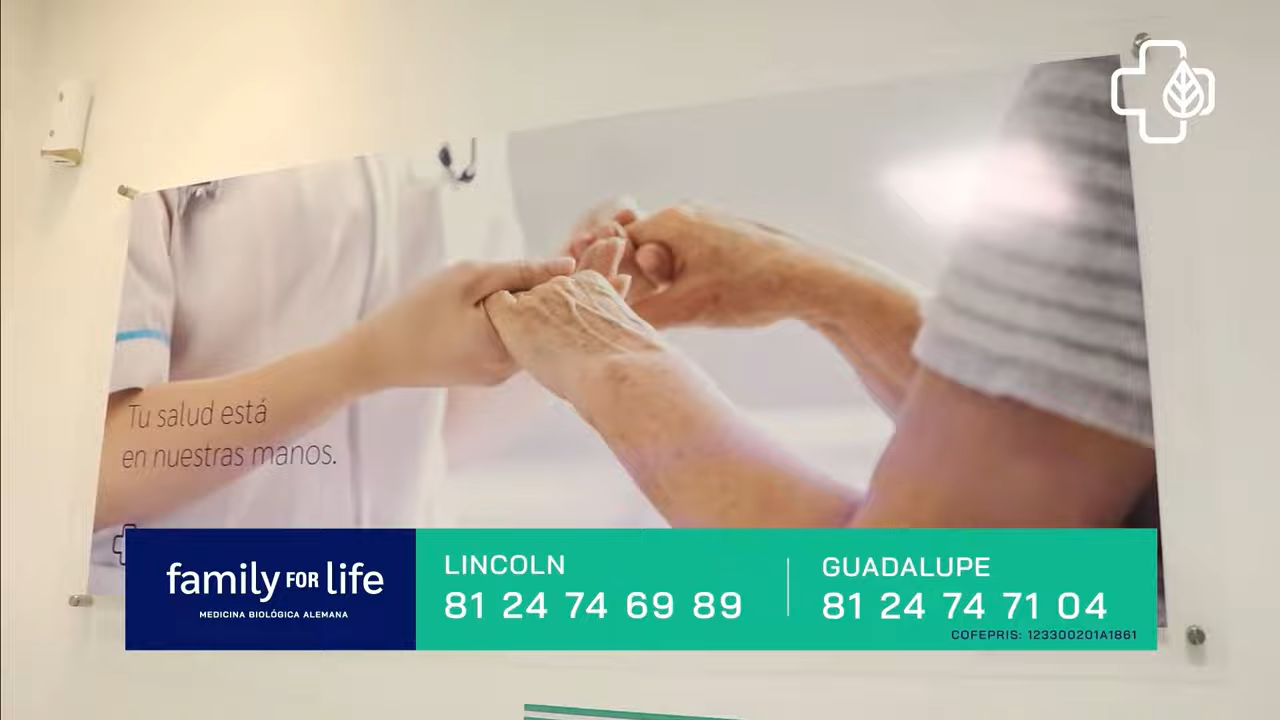 Tu salud está
en nuestras manos.
family FOR life
MEDICINA BIOLÓGICA ALEMANA
LINCOLN
81 24 74 69 89
GUADALUPE
81 24 74 71 04
COFEPRIS: 123300201A1861